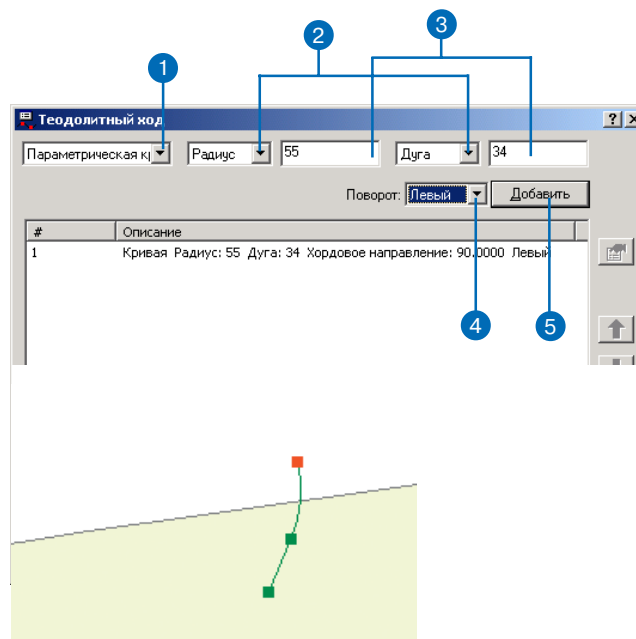 3
2
1
Теодолитный ход
Параметрическая к Радиус 55 Дуга 34
Поворот: Левый Добавить
# Описание
1 Кривая Радиус: 55 Дуга: 34 Хордовое направление: 90.0000 Левый
4 5